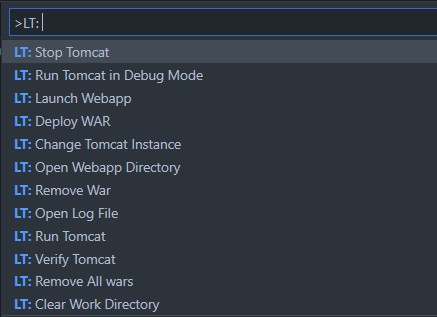 >LT:
LT: Stop Tomcat
LT: Run Tomcat in Debug Mode
LT: Launch Webapp
LT: Deploy WAR
LT: Change Tomcat Instance
LT: Open Webapp Directory
LT: Remove War
LT: Open Log File
LT: Run Tomcat
LT: Verify Tomcat
LT: Remove All wars
LT: Clear Work Directory